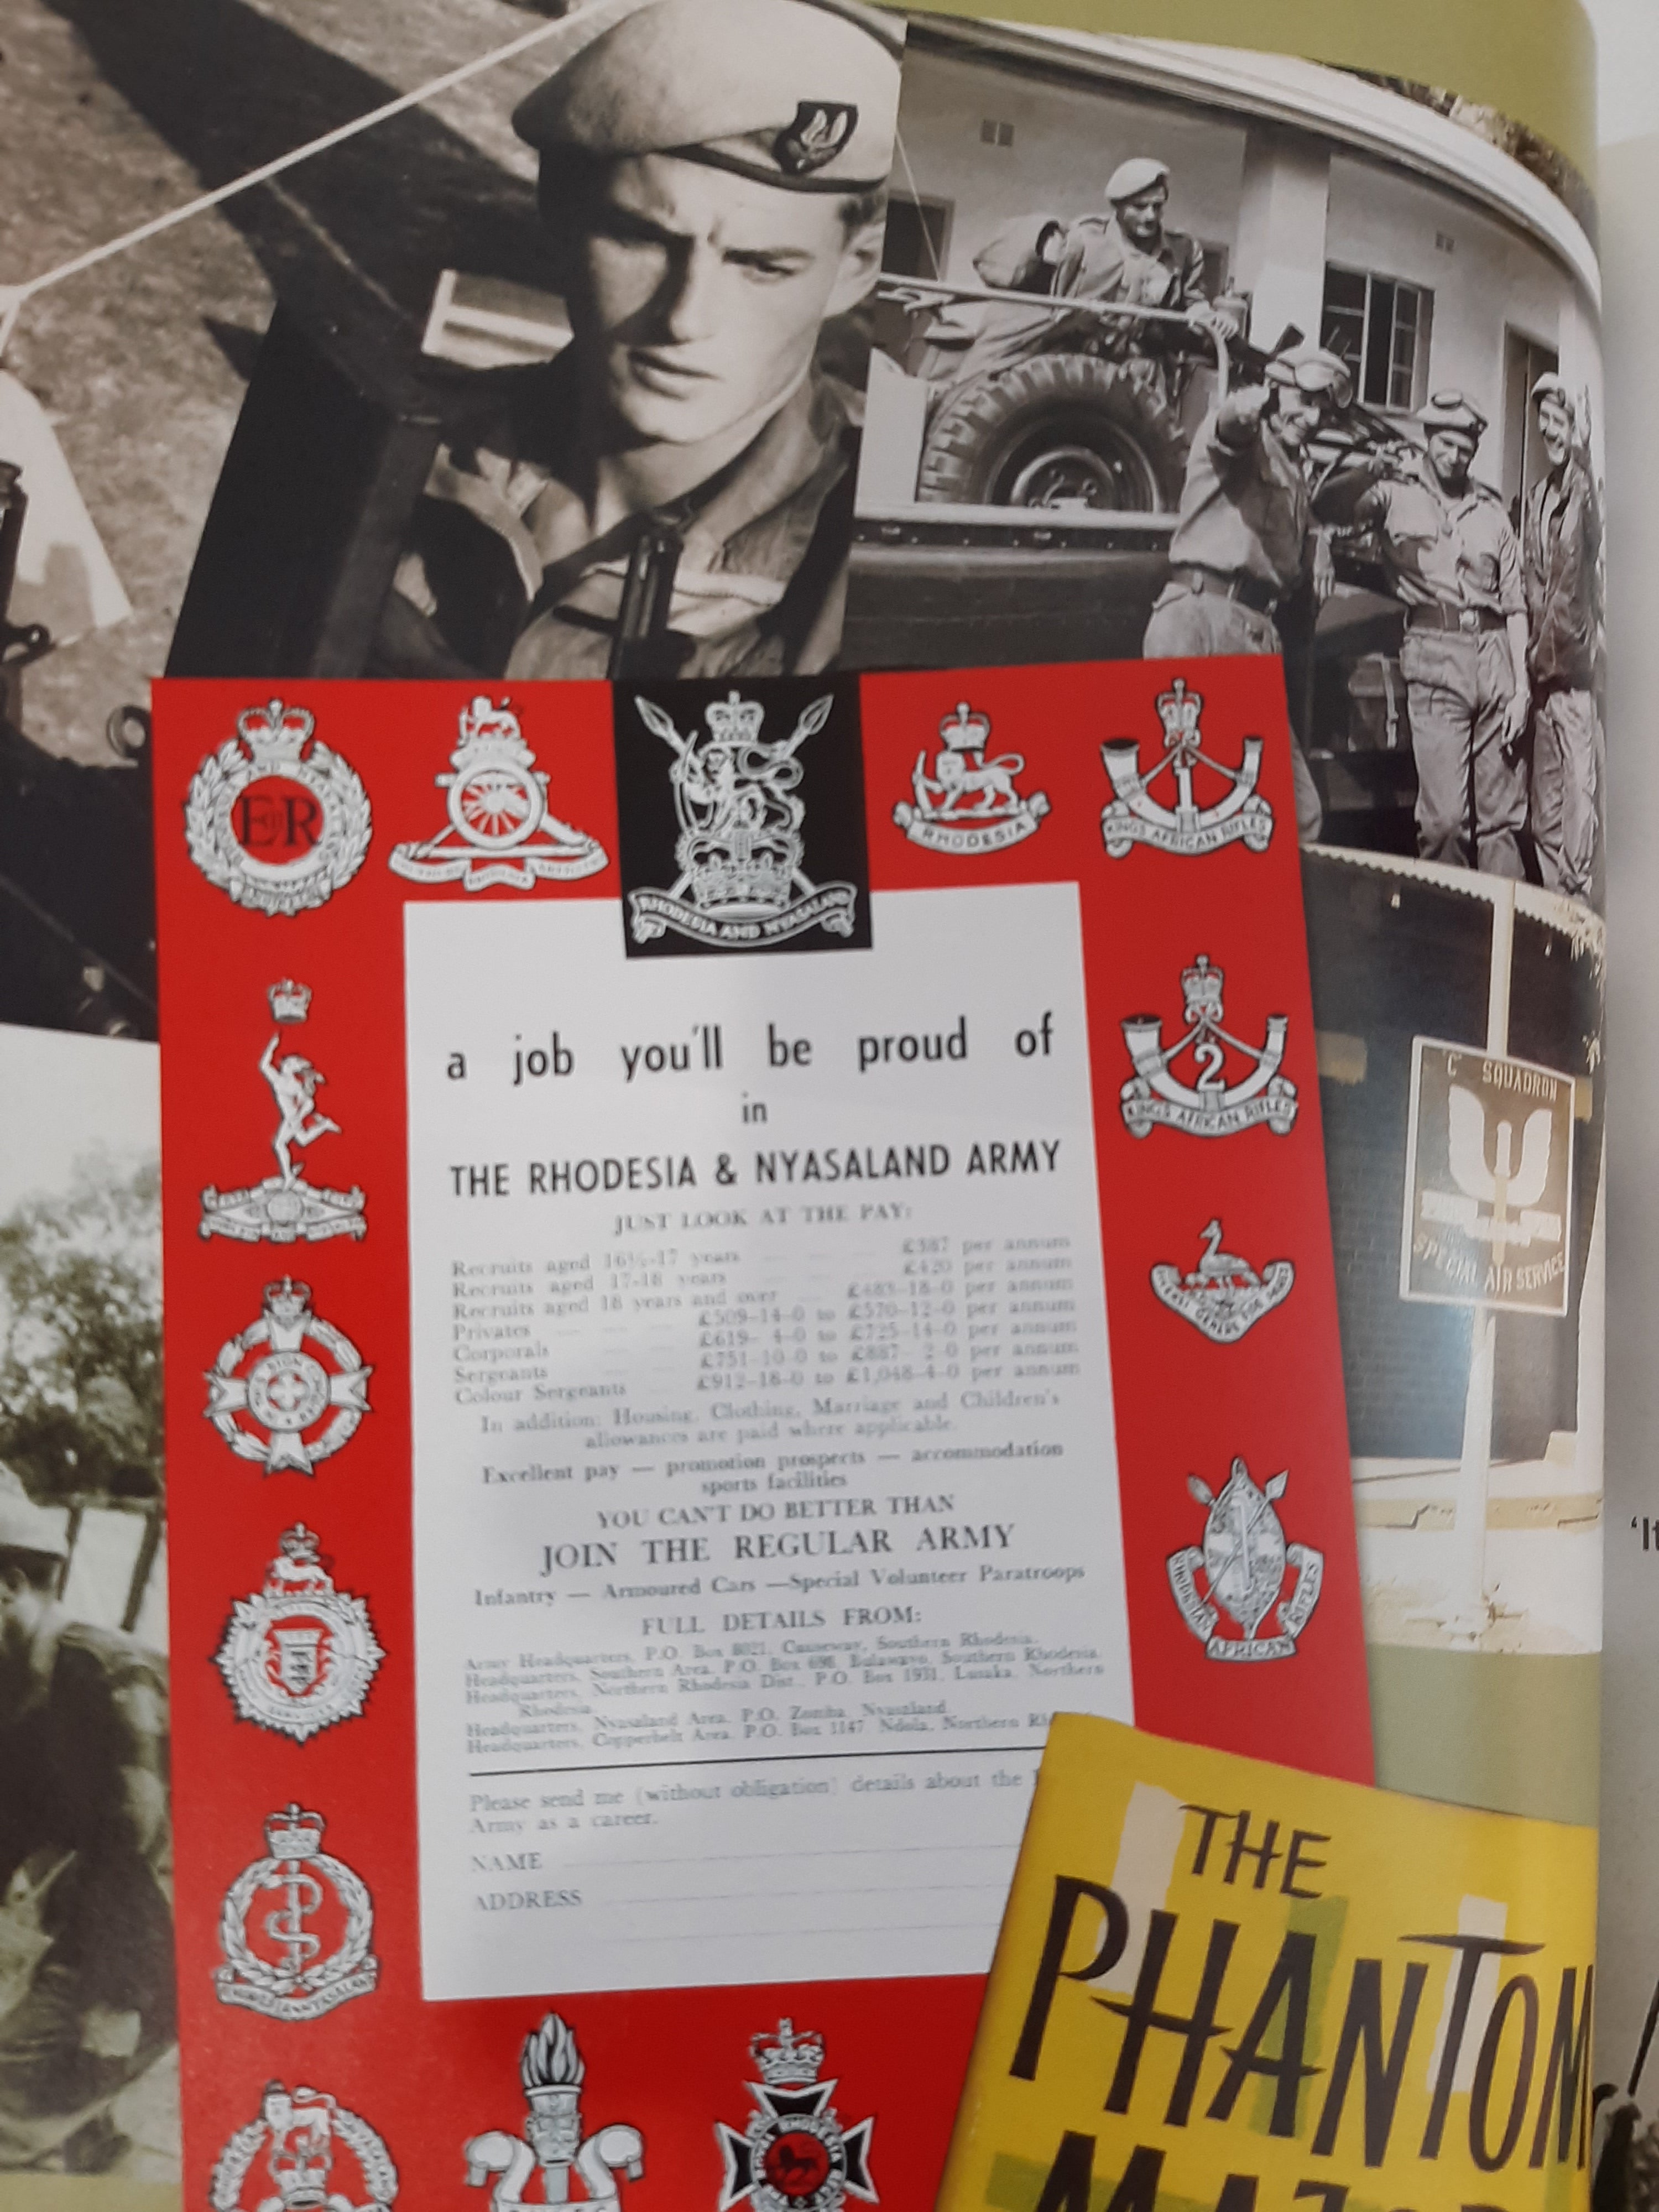 ERII
RHODESIA AND NYASALAND
RHODESIA
KINGS AFRICAN RIFLES
a job you'll be proud of
in
THE RHODESIA & NYASALAND ARMY
JUST LOOK AT THE PAY:
Recruits aged 16½-17 years £387 per annum
Recruits aged 17-18 years £420 per annum
Recruits aged 18 years and over £483-18-0 per annum
Privates £509-14-0 to £570-12-0 per annum
Corporals £619- 4-0 to £725-14-0 per annum
Sergeants £751-10-0 to £887- 2-0 per annum
Colour Sergeants £912-18-0 to £1,048-4-0 per annum
In addition: Housing, Clothing, Marriage and Children's
allowances are paid where applicable.
Excellent pay — promotion prospects — accommodation
sports facilities
YOU CAN'T DO BETTER THAN
JOIN THE REGULAR ARMY
Infantry — Armoured Cars —Special Volunteer Paratroops
FULL DETAILS FROM:
Army Headquarters, P.O. Box 8021, Causeway, Southern Rhodesia.
Headquarters, Southern Area, P.O. Box 698, Bulawayo, Southern Rhodesia.
Headquarters, Northern Rhodesia Dist., P.O. Box 1931, Lusaka, Northern
Rhodesia.
Headquarters, Nyasaland Area, P.O. Zomba, Nyasaland.
Headquarters, Copperbelt Area, P.O. Box 1147, Ndola, Northern
Please send me (without obligation) details about the
Army as a career.
NAME
ADDRESS
2
KINGS AFRICAN RIFLES
RHODESIAN AFRICAN RIFLES
'C' SQUADRON
SPECIAL AIR SERVICE
THE
PHANTOM
'It